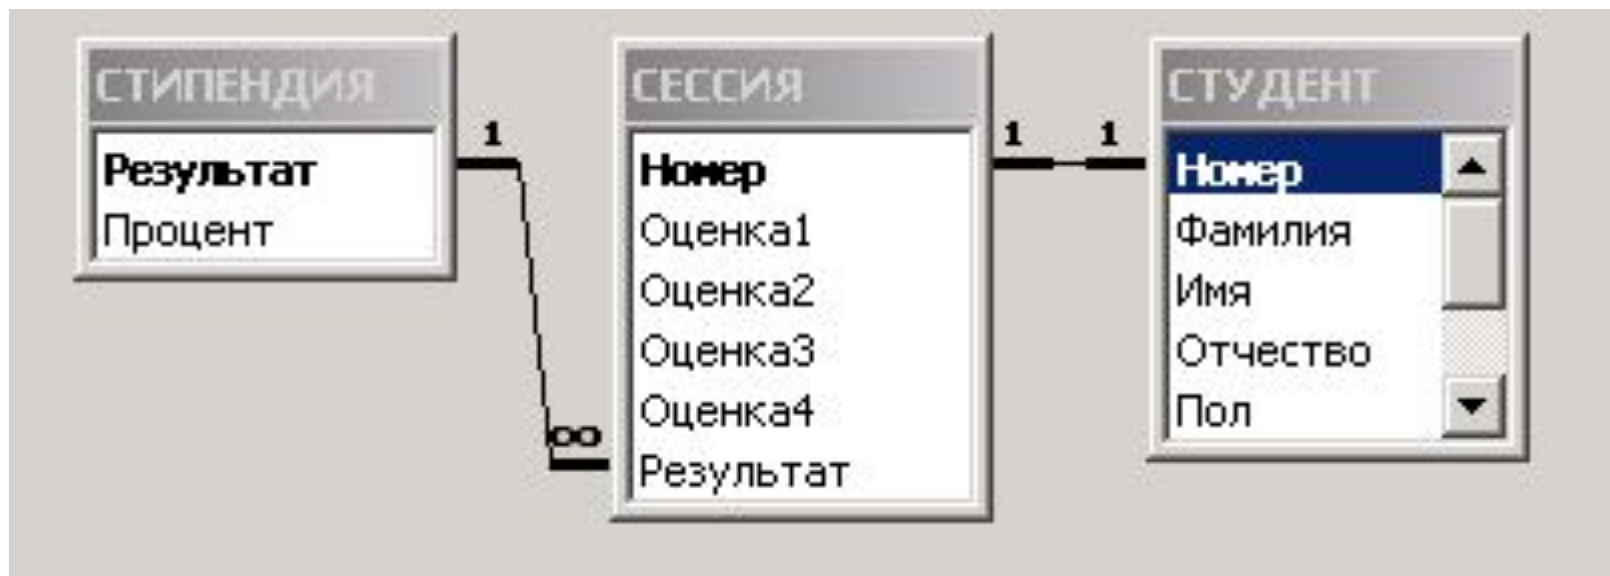 СТИПЕНДИЯ
Результат
Процент
1
∞
СЕССИЯ
Номер
Оценка1
Оценка2
Оценка3
Оценка4
Результат
1
1
СТУДЕНТ
Номер
Фамилия
Имя
Отчество
Пол